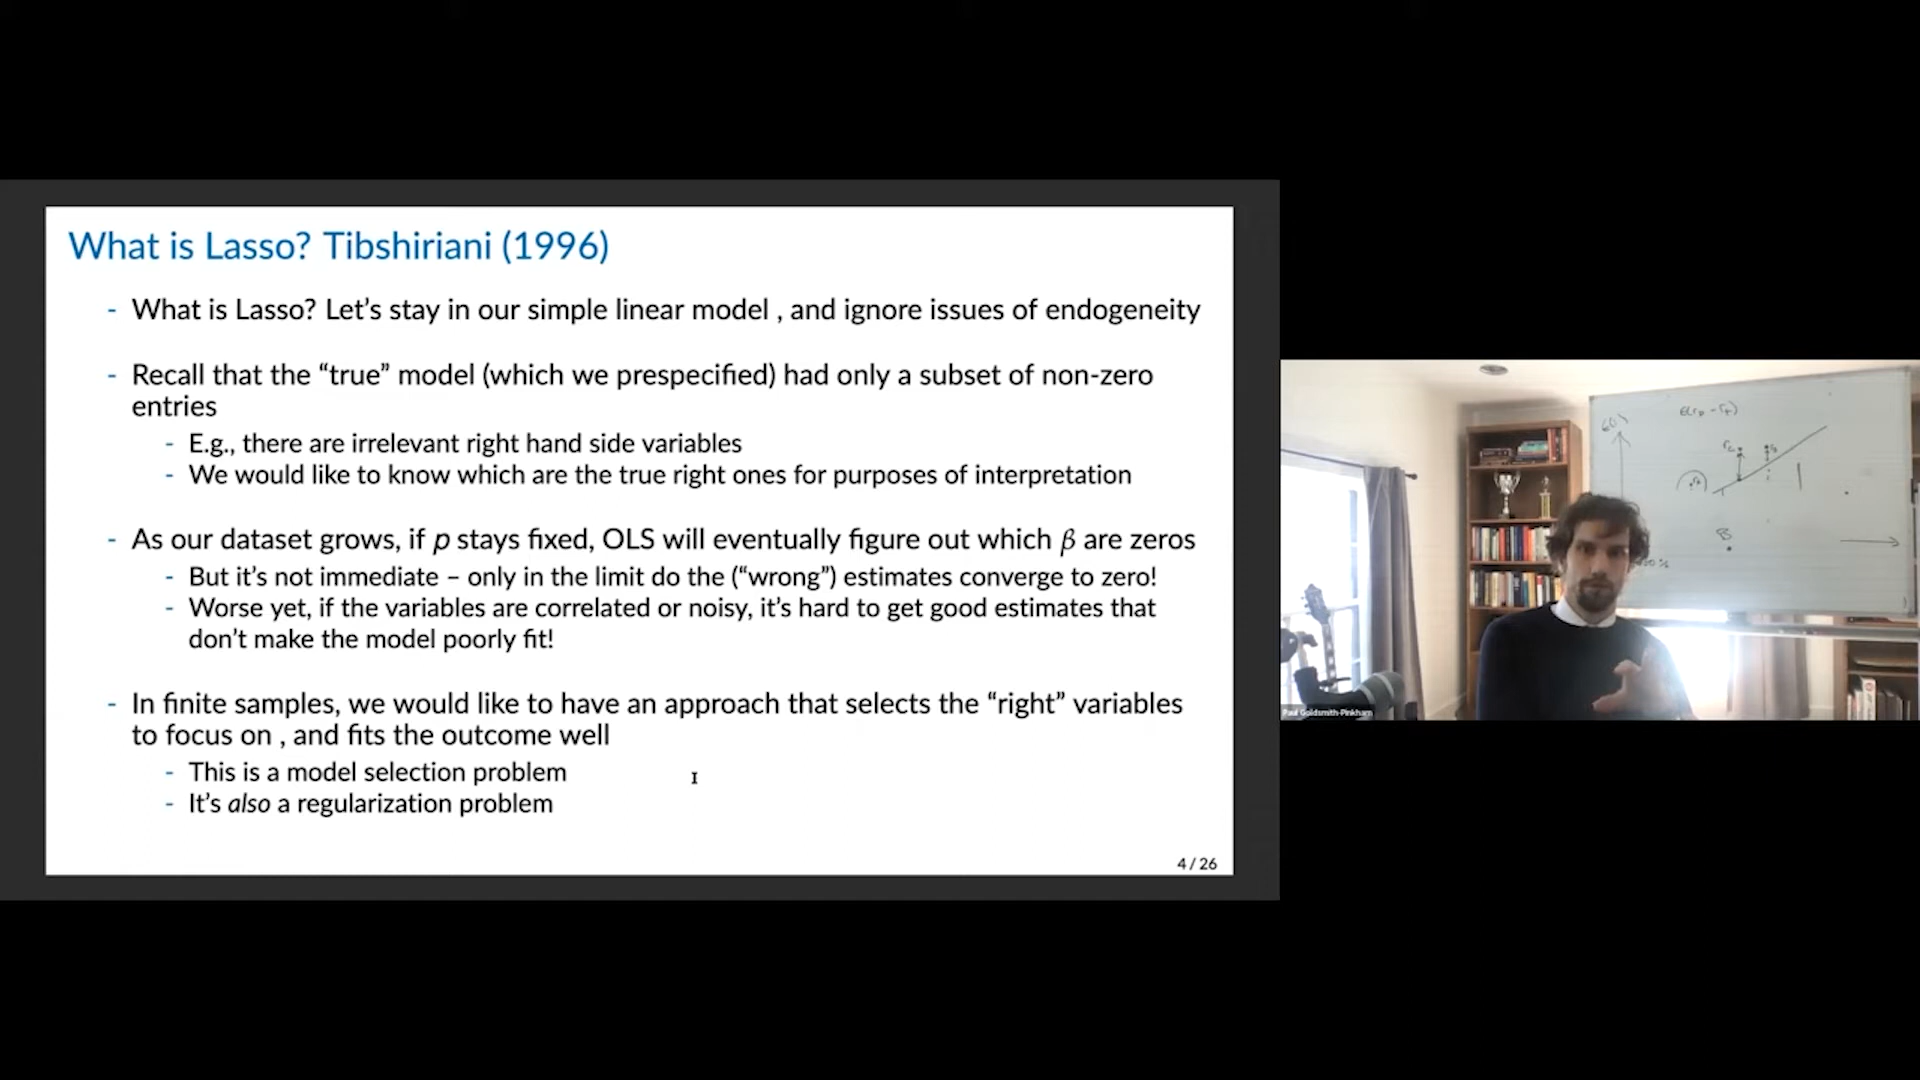 What is Lasso? Tibshiriani (1996)
- What is Lasso? Let's stay in our simple linear model , and ignore issues of endogeneity
- Recall that the “true” model (which we prespecified) had only a subset of non-zero
entries
- E.g., there are irrelevant right hand side variables
- We would like to know which are the true right ones for purposes of interpretation
- As our dataset grows, if p stays fixed, OLS will eventually figure out which β are zeros
- But it's not immediate – only in the limit do the (“wrong”) estimates converge to zero!
- Worse yet, if the variables are correlated or noisy, it's hard to get good estimates that
don't make the model poorly fit!
- In finite samples, we would like to have an approach that selects the “right” variables
to focus on , and fits the outcome well
- This is a model selection problem
- It's also a regularization problem
4 / 26
Paul Goldsmith-Pinkham